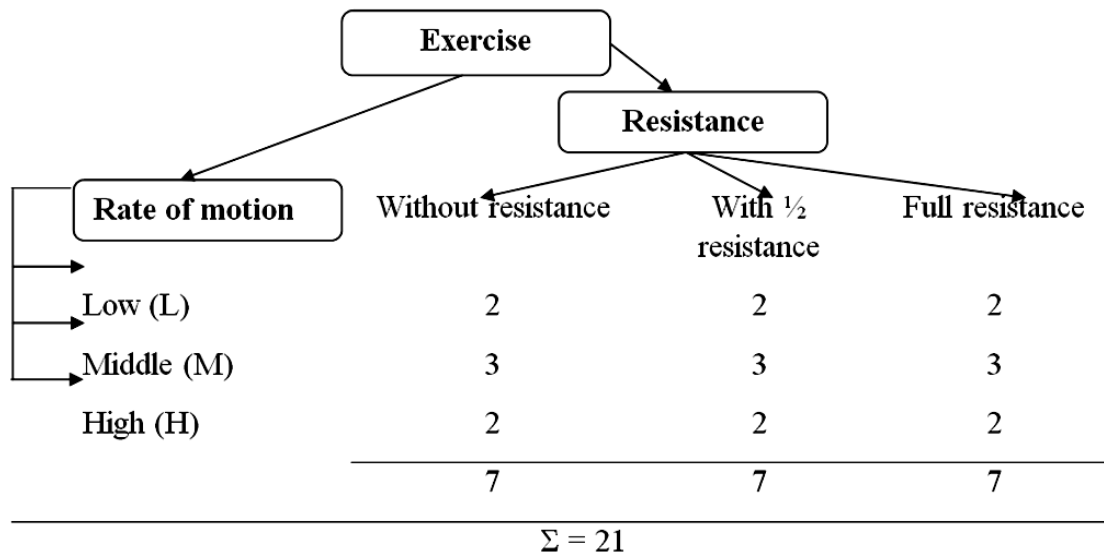 Exercise
Resistance
Rate of motion Without resistance With ½ Full resistance
resistance
Low (L) 2 2 2
Middle (M) 3 3 3
High (H) 2 2 2
7 7 7
Σ = 21